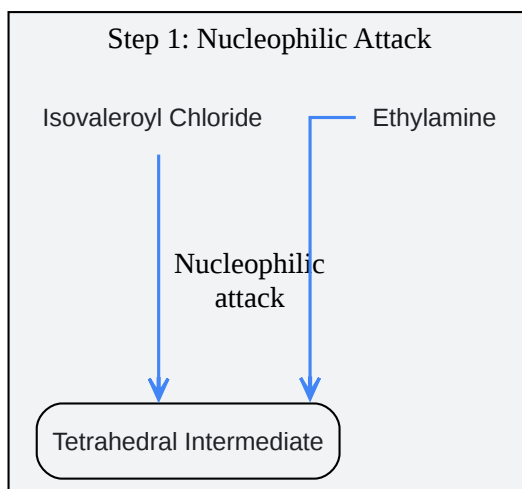 Step 1: Nucleophilic Attack
Isovaleroyl Chloride
Ethylamine
Nucleophilic
attack
Tetrahedral Intermediate